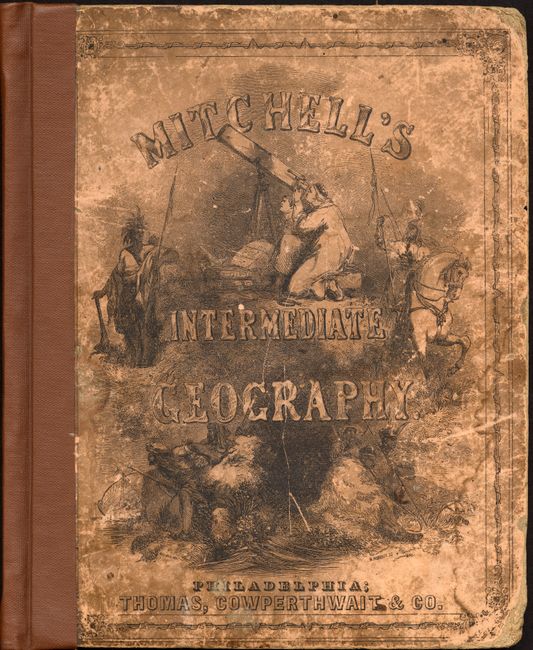 MITCHELL'S
INTERMEDIATE
GEOGRAPHY.
PHILADELPHIA;
THOMAS, COWPERTHWAIT & CO.